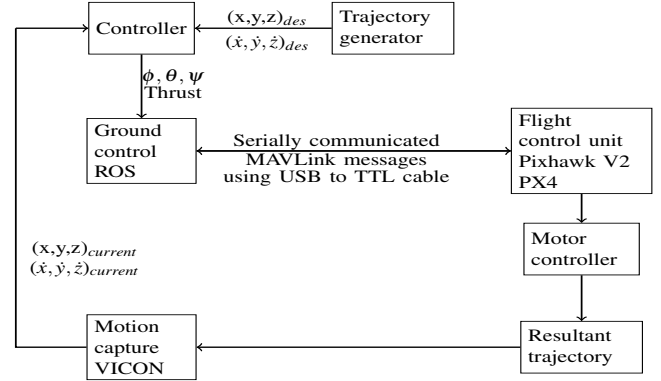 Controller
(x,y,z)des
(ẋ, ẏ, ż)des
Trajectory
generator
ϕ, θ, ψ
Thrust
Ground
control
ROS
Serially communicated
MAVLink messages
using USB to TTL cable
Flight
control unit
Pixhawk V2
PX4
Motor
controller
(x,y,z)current
(ẋ, ẏ, ż)current
Motion
capture
VICON
Resultant
trajectory